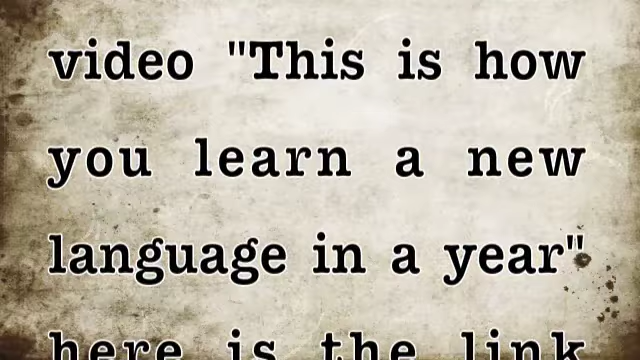 video "This is how
you learn a new
language in a year"
here is the link